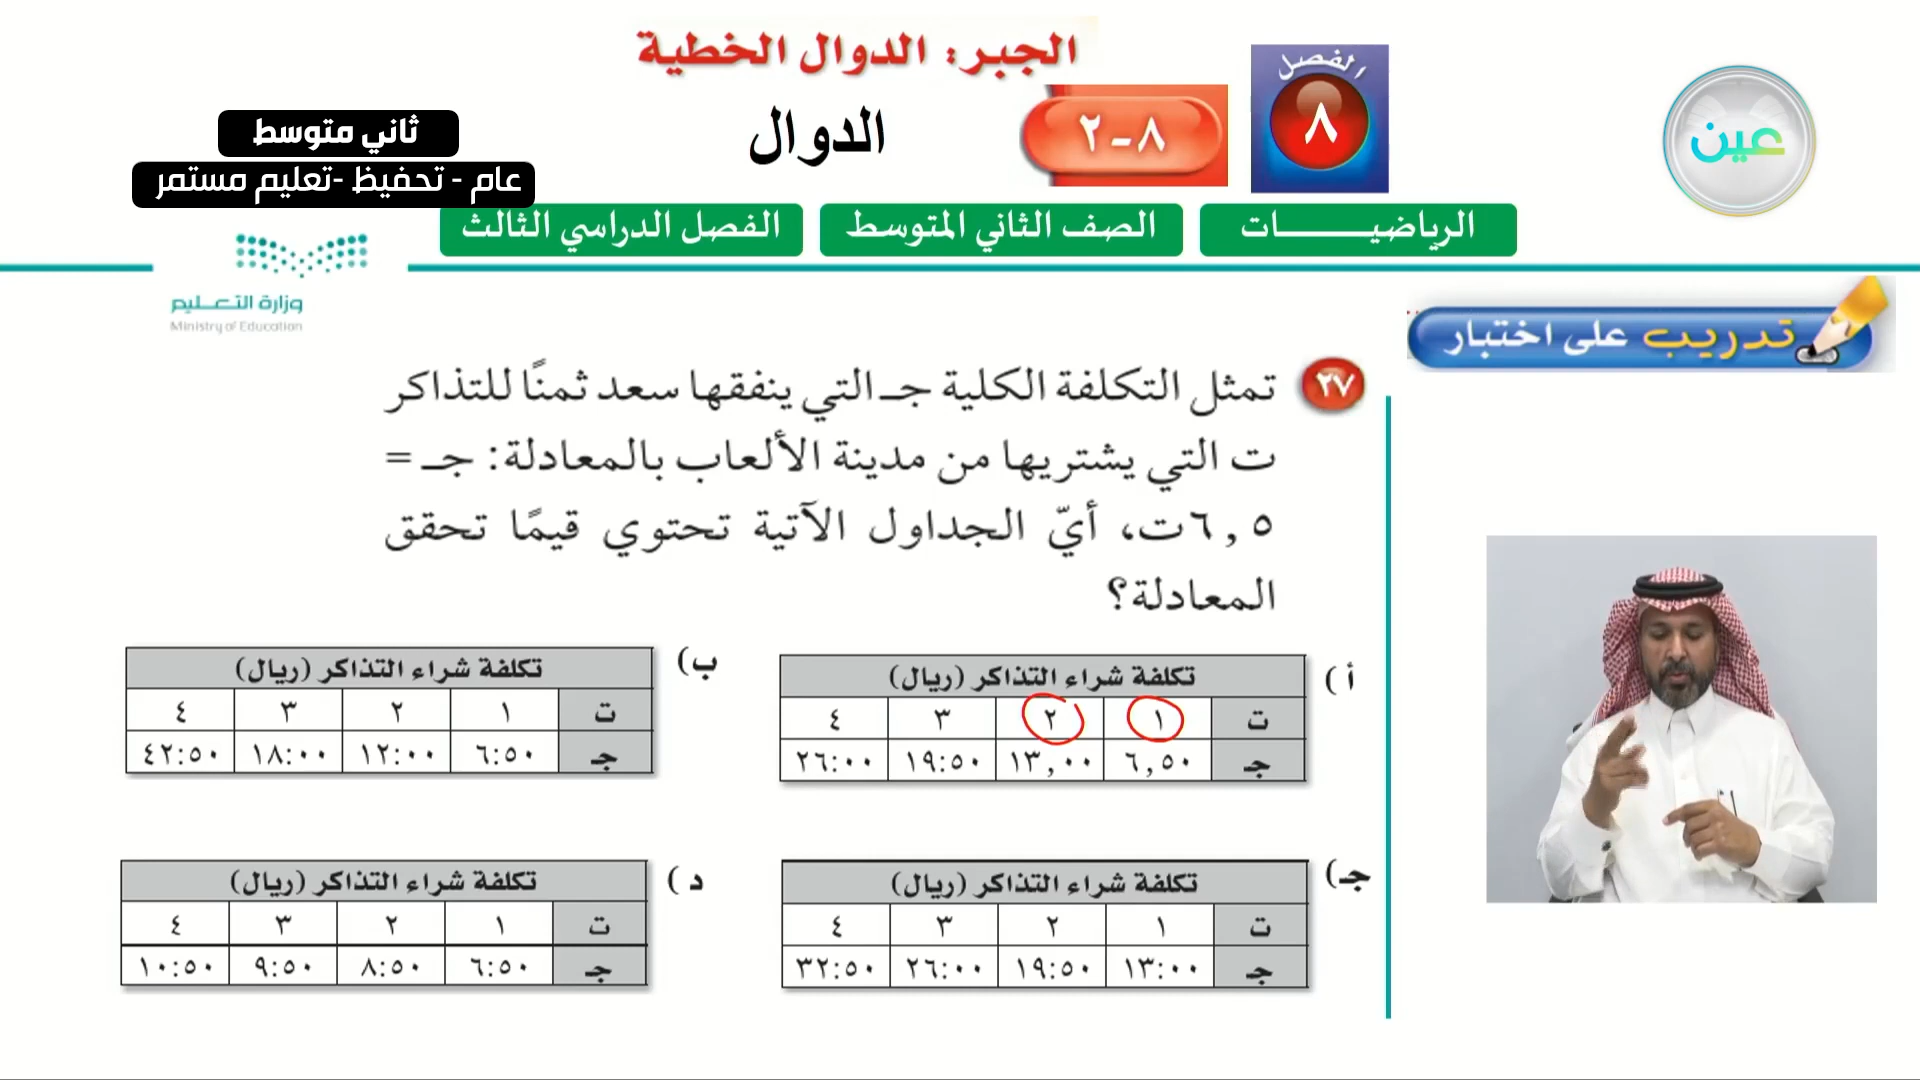 الجبر: الدوال الخطية
الفصل
٨
٨-٢
الدوال
عين
ثاني متوسط
عام - تحفيظ -تعليم مستمر
الرياضيـــــــــات
الصف الثاني المتوسط
الفصل الدراسي الثالث
وزارة التعـــليم
Ministry of Education
تدريب على اختبار
٢٧ تمثل التكلفة الكلية جـ التي ينفقها سعد ثمنًا للتذاكر
ت التي يشتريها من مدينة الألعاب بالمعادلة: جـ =
٦,٥ت، أيّ الجداول الآتية تحتوي قيمًا تحقق
المعادلة؟
أ )
تكلفة شراء التذاكر (ريال)
ت ١ ٢ ٣ ٤
جـ ٦,٥٠ ١٣,٠٠ ١٩:٥٠ ٢٦:٠٠
ب)
تكلفة شراء التذاكر (ريال)
ت ١ ٢ ٣ ٤
جـ ٦:٥٠ ١٢:٠٠ ١٨:٠٠ ٤٢:٥٠
جـ)
تكلفة شراء التذاكر (ريال)
ت ١ ٢ ٣ ٤
جـ ١٣:٠٠ ١٩:٥٠ ٢٦:٠٠ ٣٢:٥٠
د )
تكلفة شراء التذاكر (ريال)
ت ١ ٢ ٣ ٤
جـ ٦:٥٠ ٨:٥٠ ٩:٥٠ ١٠:٥٠